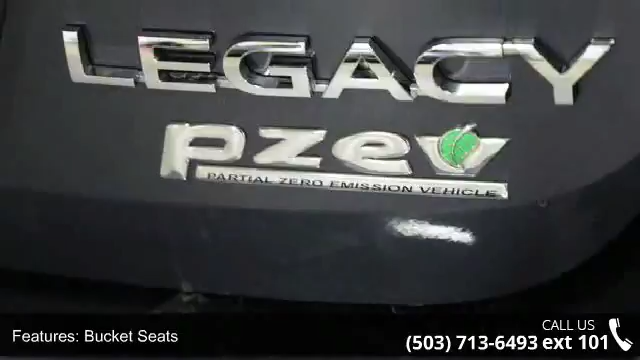 LEGACY
pzev
PARTIAL ZERO EMISSION VEHICLE
CALL US
Features: Bucket Seats
(503) 713-6493 ext 101